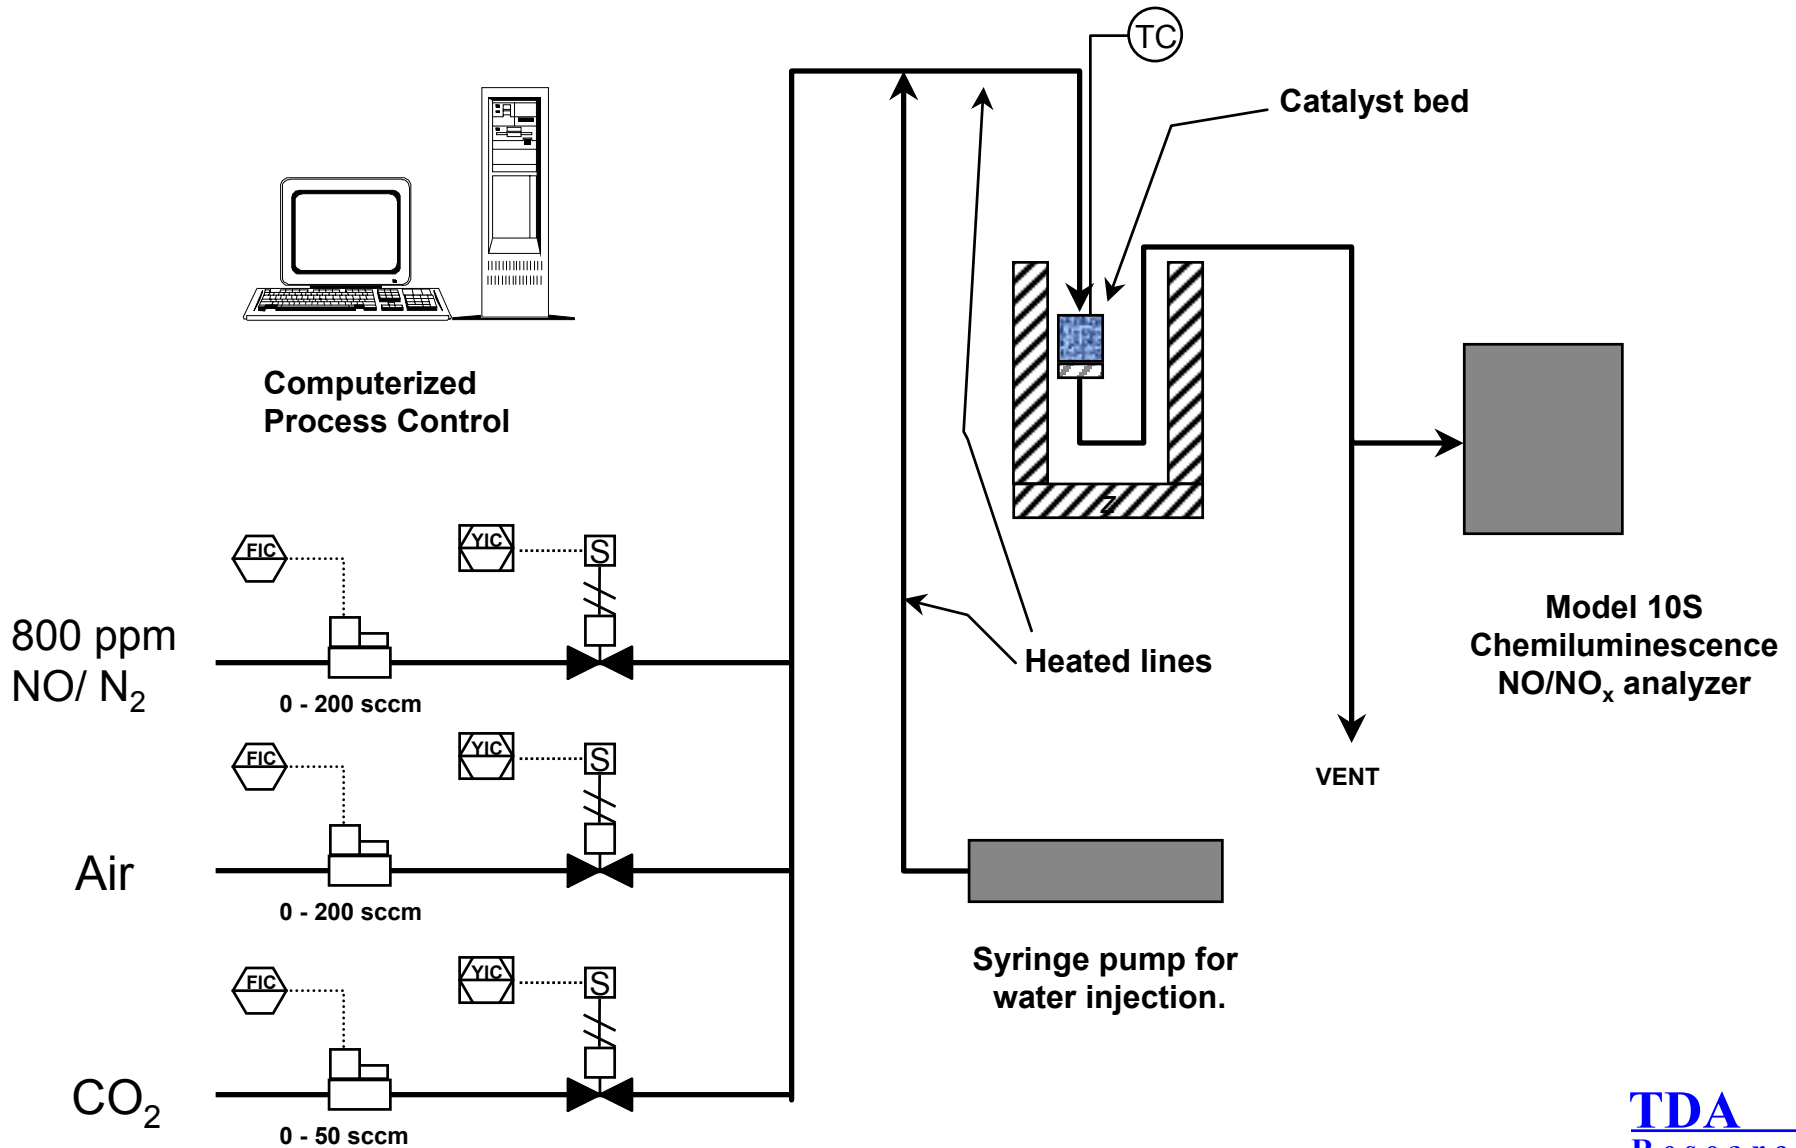 TC
Catalyst bed
Computerized
Process Control
Z
FIC
YIC
S
800 ppm
NO/ N₂
0 - 200 sccm
Heated lines
Model 10S
Chemiluminescence
NO/NOₓ analyzer
FIC
YIC
S
Air
0 - 200 sccm
VENT
Syringe pump for
water injection.
FIC
YIC
S
CO₂
0 - 50 sccm
TDA